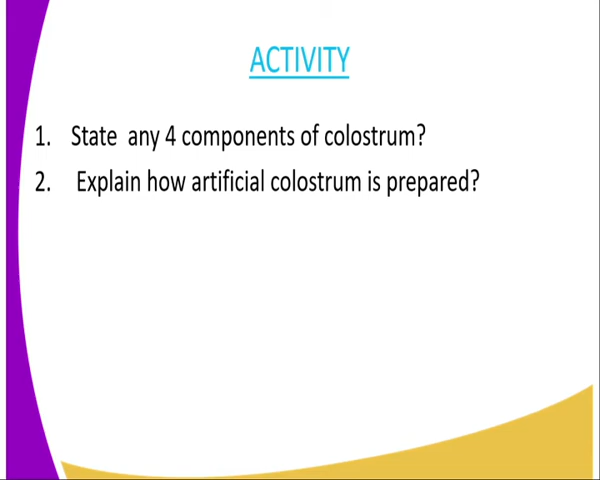 ACTIVITY
1. State any 4 components of colostrum?
2. Explain how artificial colostrum is prepared?